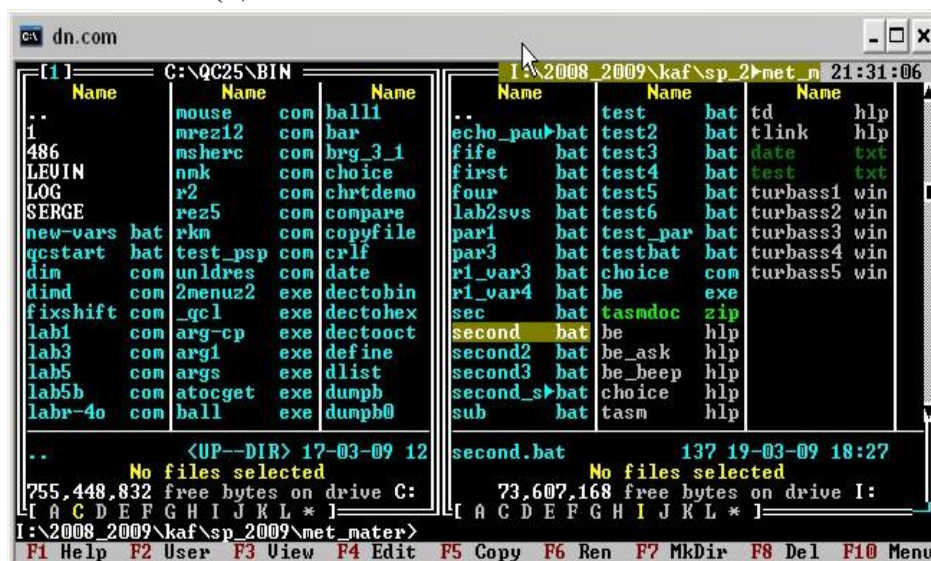 dn.com
[1] C:\QC25\BIN I:\2008_2009\kaf\sp_2▶met_m 21:31:06
Name Name Name Name Name Name
.. mouse com ball1 .. test bat td hlp
1 mrez12 com bar echo_pau▶bat test2 bat tlink hlp
486 msherc com brg_3_1 fife bat test3 bat date txt
LEVIN nmk com choice first bat test4 bat test txt
LOG r2 com chrtdemo four bat test5 bat turbass1 win
SERGE rez5 com compare lab2svs bat test6 bat turbass2 win
new-vars bat rkm com copyfile par1 bat test_par bat turbass3 win
qcstart bat test_psp com crlf par3 bat testbat bat turbass4 win
dim com unldres com date r1_var3 bat choice com turbass5 win
dimd com 2menuz2 exe dectobin r1_var4 bat be exe
fixshift com _qcl exe dectohex sec bat tasmdoc zip
lab1 com arg-cp exe dectooct second bat be hlp
lab3 com arg1 exe define second2 bat be_ask hlp
lab5 com args exe dlist second3 bat be_beep hlp
lab5b com atocget exe dumpb second_s▶bat choice hlp
labr-4o com ball exe dumpb0 sub bat tasm hlp
.. <UP--DIR> 17-03-09 12 second.bat 137 19-03-09 18:27
No files selected No files selected
755,448,832 free bytes on drive C: 73,607,168 free bytes on drive I:
[ A C D E F G H I J K L * ] [ A C D E F G H I J K L * ]
I:\2008_2009\kaf\sp_2009\met_mater>
F1 Help F2 User F3 View F4 Edit F5 Copy F6 Ren F7 MkDir F8 Del F10 Menu